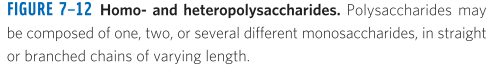 FIGURE 7–12 Homo- and heteropolysaccharides. Polysaccharides may
be composed of one, two, or several different monosaccharides, in straight
or branched chains of varying length.